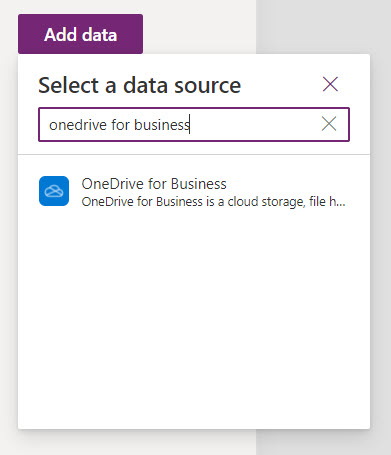 Add data
Select a data source
onedrive for business
OneDrive for Business
OneDrive for Business is a cloud storage, file h...